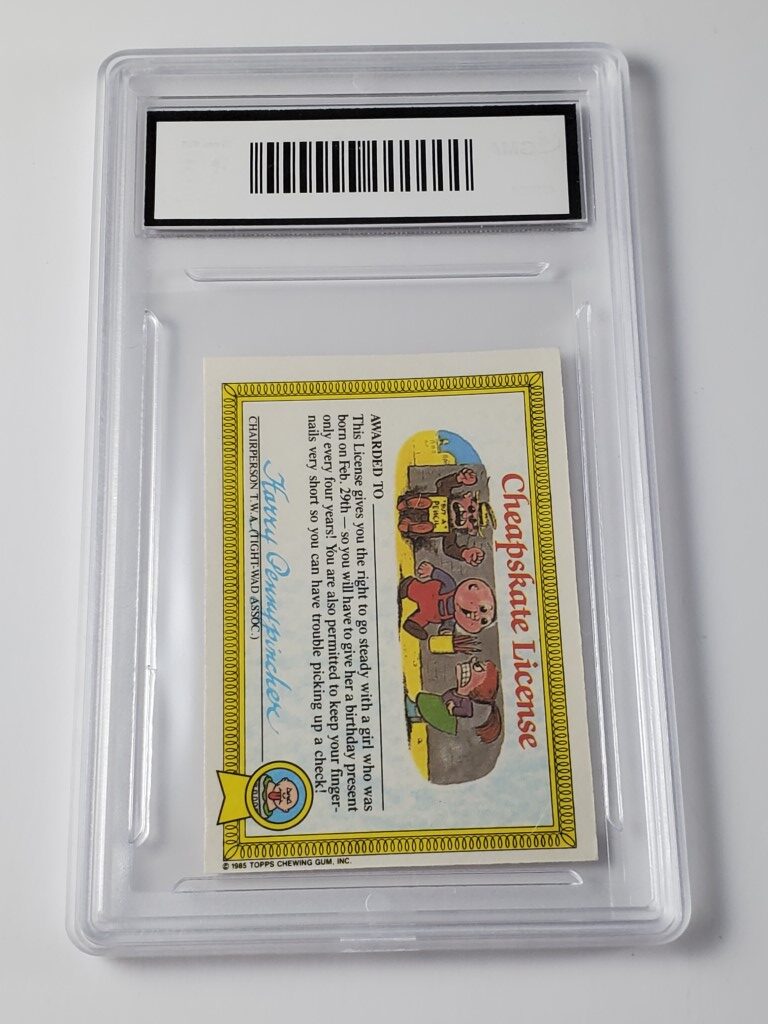 Cheapskate License
BUY A
PENCIL
AWARDED TO
This License gives you the right to go steady with a girl who was
born on Feb. 29th — so you will have to give her a birthday present
only every four years! You are also permitted to keep your finger-
nails very short so you can have trouble picking up a check!
Harry Pennypincher
CHAIRPERSON T.W.A. (TIGHT-WAD ASSOC.)
© 1985 TOPPS CHEWING GUM, INC.